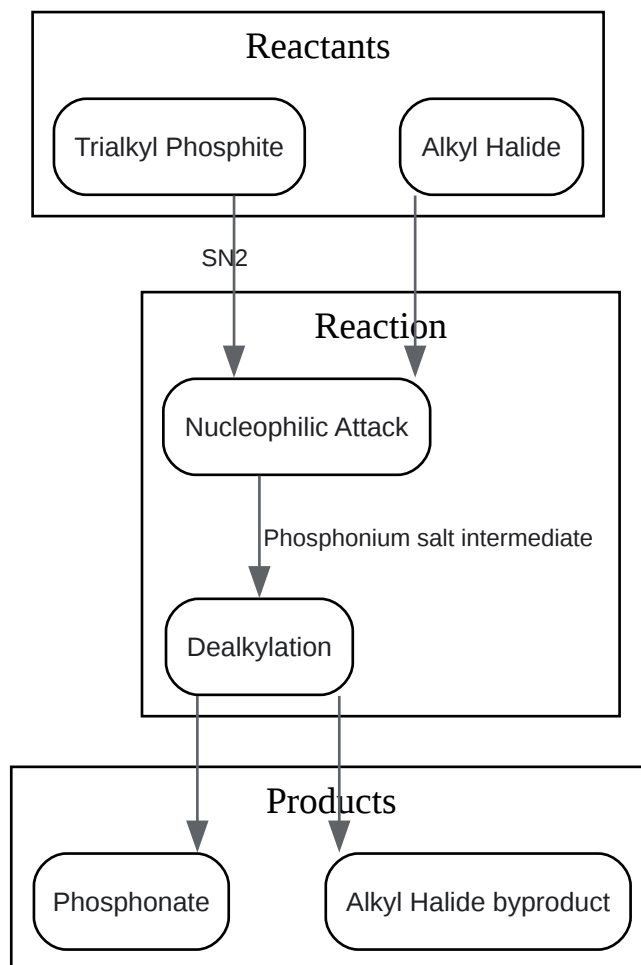 Reactants
Trialkyl Phosphite
Alkyl Halide
SN2
Reaction
Nucleophilic Attack
Phosphonium salt intermediate
Dealkylation
Products
Phosphonate
Alkyl Halide byproduct